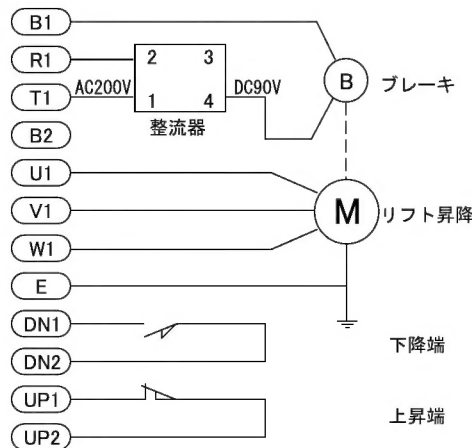 B1
R1
2 3
T1
AC200V
1 4
DC90V
B
ブレーキ
整流器
B2
U1
V1
M
リフト昇降
W1
E
DN1
下降端
DN2
UP1
上昇端
UP2